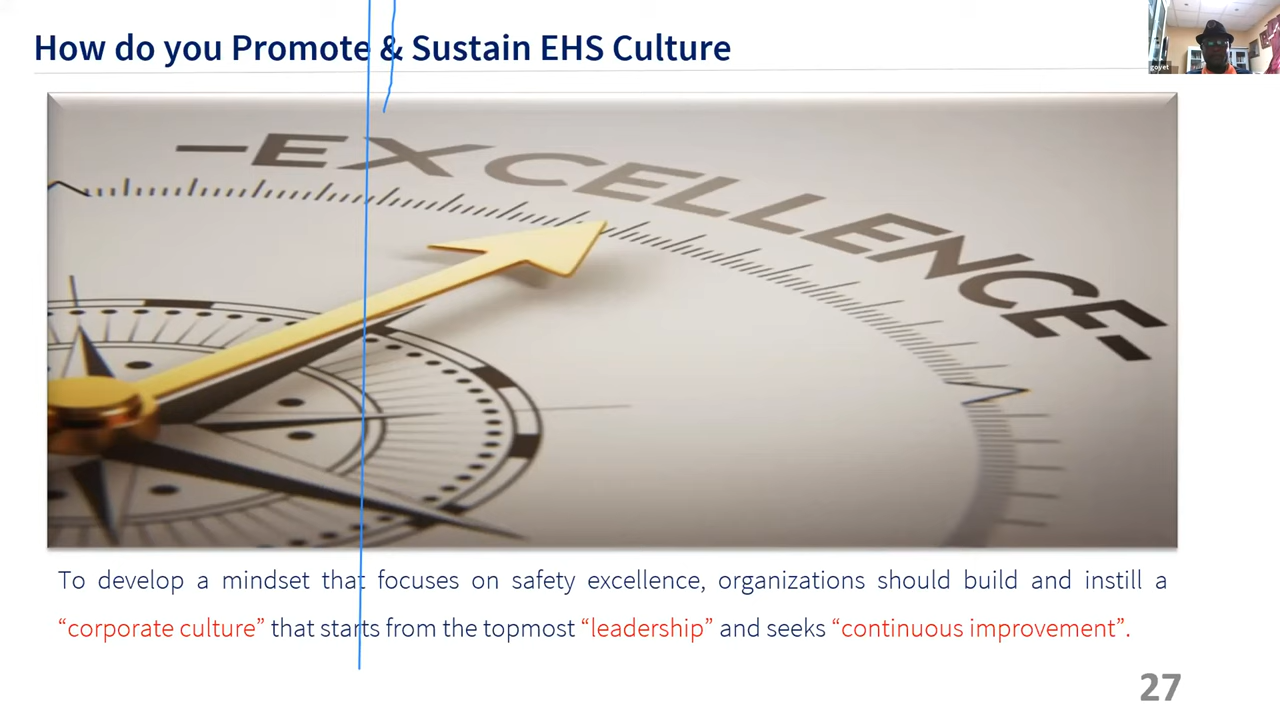 How do you Promote & Sustain EHS Culture
goyet
–EXCELLENCE-
To develop a mindset that focuses on safety excellence, organizations should build and instill a
“corporate culture” that starts from the topmost “leadership” and seeks “continuous improvement”.
27